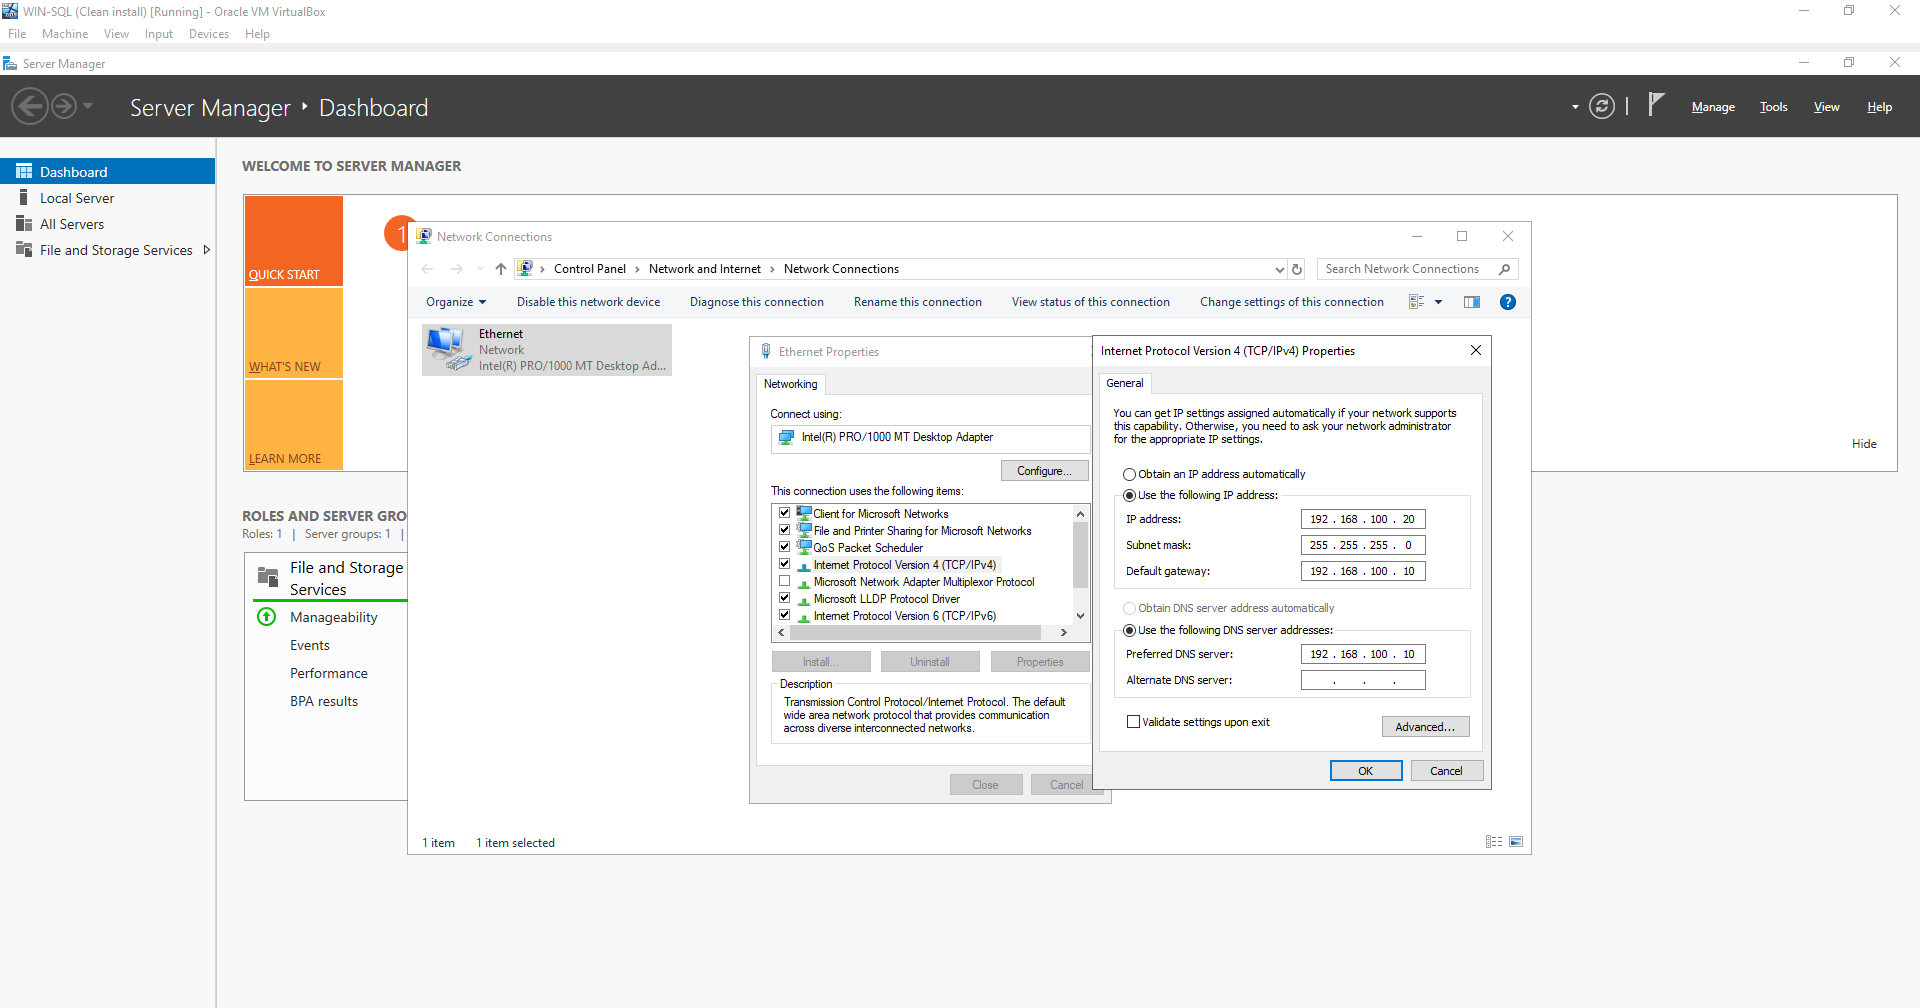 WIN-SQL (Clean install) [Running] - Oracle VM VirtualBox
File Machine View Input Devices Help
Server Manager
Server Manager Dashboard
Manage Tools View Help
Dashboard
Local Server
All Servers
File and Storage Services
WELCOME TO SERVER MANAGER
QUICK START
WHAT'S NEW
LEARN MORE
1
Hide
ROLES AND SERVER GRO
Roles: 1 | Server groups: 1 |
File and Storage
Services
Manageability
Events
Performance
BPA results
Network Connections
Control Panel Network and Internet Network Connections
Search Network Connections
Organize Disable this network device Diagnose this connection Rename this connection View status of this connection Change settings of this connection
Ethernet
Network
Intel(R) PRO/1000 MT Desktop Ad...
1 item 1 item selected
Ethernet Properties
Networking
Connect using:
Intel(R) PRO/1000 MT Desktop Adapter
Configure...
This connection uses the following items:
Client for Microsoft Networks
File and Printer Sharing for Microsoft Networks
QoS Packet Scheduler
Internet Protocol Version 4 (TCP/IPv4)
Microsoft Network Adapter Multiplexor Protocol
Microsoft LLDP Protocol Driver
Internet Protocol Version 6 (TCP/IPv6)
Install... Uninstall Properties
Description
Transmission Control Protocol/Internet Protocol. The default
wide area network protocol that provides communication
across diverse interconnected networks.
Close Cancel
Internet Protocol Version 4 (TCP/IPv4) Properties
General
You can get IP settings assigned automatically if your network supports
this capability. Otherwise, you need to ask your network administrator
for the appropriate IP settings.
Obtain an IP address automatically
Use the following IP address:
IP address: 192 . 168 . 100 . 20
Subnet mask: 255 . 255 . 255 . 0
Default gateway: 192 . 168 . 100 . 10
Obtain DNS server address automatically
Use the following DNS server addresses:
Preferred DNS server: 192 . 168 . 100 . 10
Alternate DNS server: . . .
Validate settings upon exit
Advanced...
OK Cancel